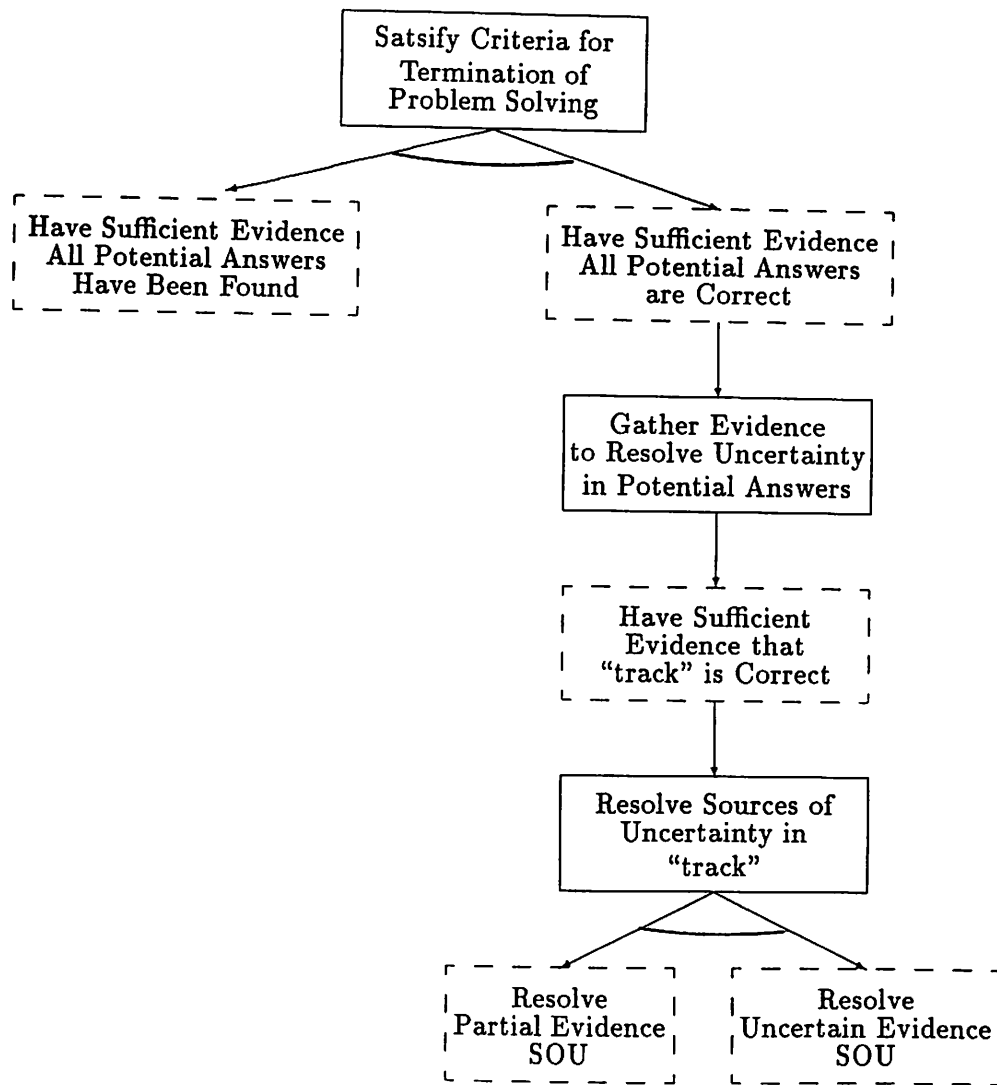 Satsify Criteria for
Termination of
Problem Solving
Have Sufficient Evidence
All Potential Answers
Have Been Found
Have Sufficient Evidence
All Potential Answers
are Correct
Gather Evidence
to Resolve Uncertainty
in Potential Answers
Have Sufficient
Evidence that
“track” is Correct
Resolve Sources of
Uncertainty in
“track”
Resolve
Partial Evidence
SOU
Resolve
Uncertain Evidence
SOU